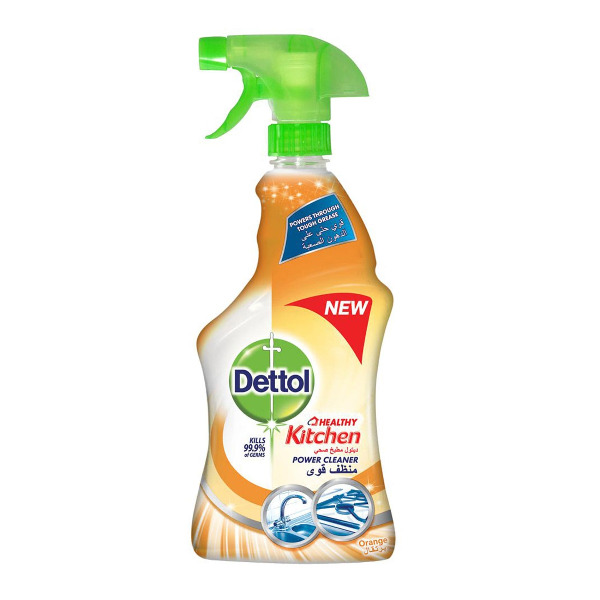 POWERS THROUGH
TOUGH GREASE
قوي حتى على
الدهون الصعبة
NEW
Dettol
HEALTHY
Kitchen
ديتول مطبخ صحي
KILLS
99.9%
of GERMS
POWER CLEANER
منظف قوى
Orange
برتقال